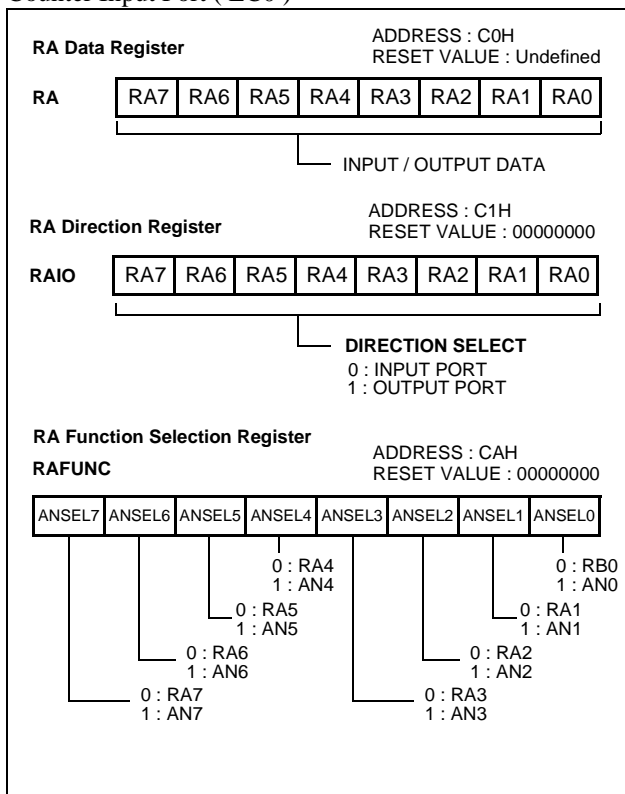 Counter Input Port ( EC0 )
RA Data Register
ADDRESS : C0H
RESET VALUE : Undefined
RA
RA7 RA6 RA5 RA4 RA3 RA2 RA1 RA0
INPUT / OUTPUT DATA
RA Direction Register
ADDRESS : C1H
RESET VALUE : 00000000
RAIO
RA7 RA6 RA5 RA4 RA3 RA2 RA1 RA0
DIRECTION SELECT
0 : INPUT PORT
1 : OUTPUT PORT
RA Function Selection Register
RAFUNC
ADDRESS : CAH
RESET VALUE : 00000000
ANSEL7 ANSEL6 ANSEL5 ANSEL4 ANSEL3 ANSEL2 ANSEL1 ANSEL0
0 : RA4
1 : AN4
0 : RB0
1 : AN0
0 : RA5
1 : AN5
0 : RA1
1 : AN1
0 : RA6
1 : AN6
0 : RA2
1 : AN2
0 : RA7
1 : AN7
0 : RA3
1 : AN3